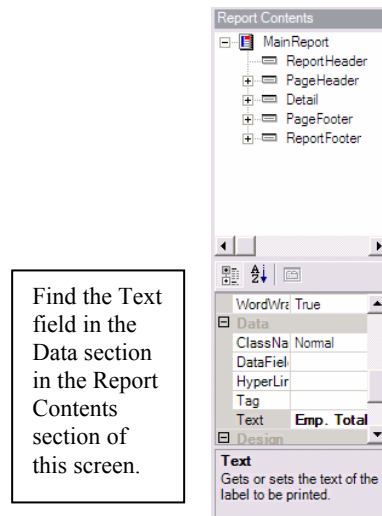 Report Contents
MainReport
ReportHeader
PageHeader
Detail
PageFooter
ReportFooter
Find the Text
field in the
Data section
in the Report
Contents
section of
this screen.
WordWra True
Data
ClassNa Normal
DataFiel
HyperLir
Tag
Text Emp. Total
Design
Text
Gets or sets the text of the
label to be printed.